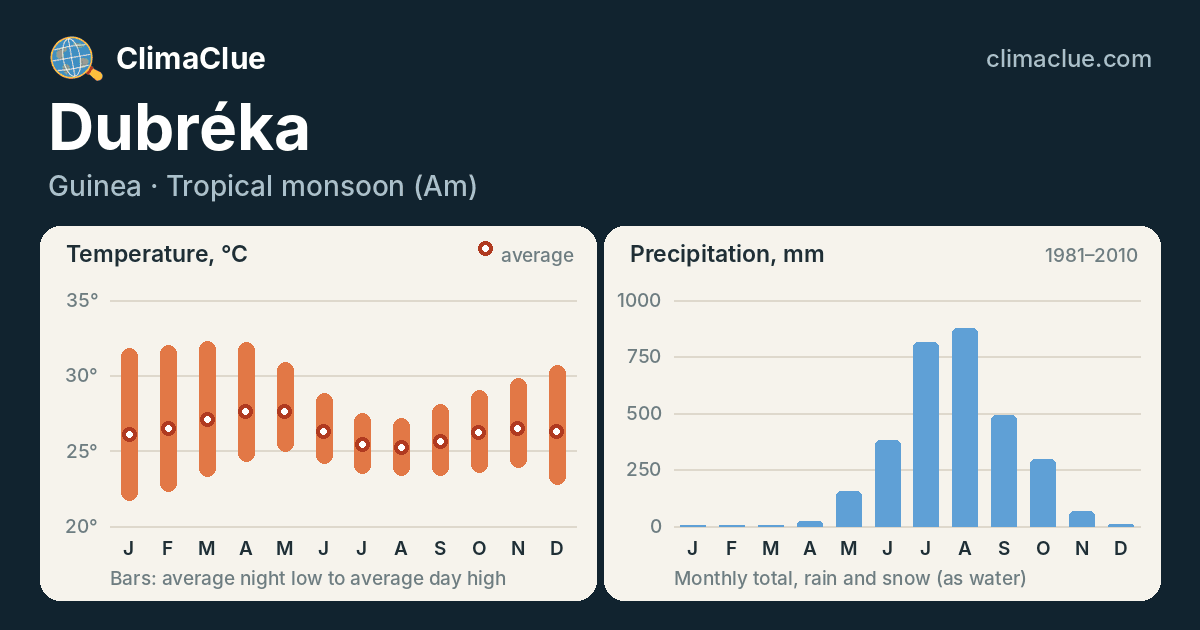 ClimaClue
climaclue.com
Dubréka
Guinea · Tropical monsoon (Am)
Temperature, °C
average
35°
30°
25°
20°
J F M A M J J A S O N D
Bars: average night low to average day high
Precipitation, mm
1981–2010
1000
750
500
250
0
J F M A M J J A S O N D
Monthly total, rain and snow (as water)